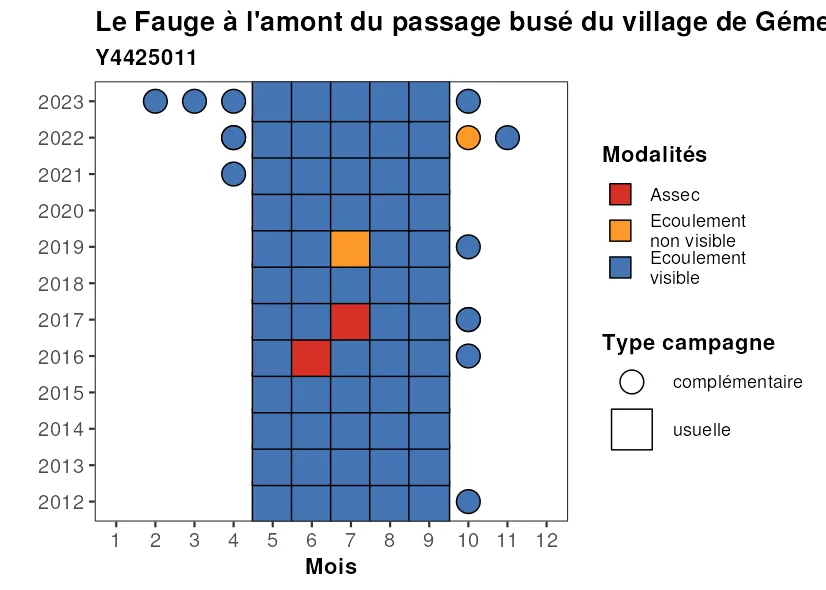 Le Fauge à l'amont du passage busé du village de Géme
Y4425011
2023
2022
2021
2020
2019
2018
2017
2016
2015
2014
2013
2012
1 2 3 4 5 6 7 8 9 10 11 12
Mois
Modalités
Assec
Ecoulement
non visible
Ecoulement
visible
Type campagne
complémentaire
usuelle